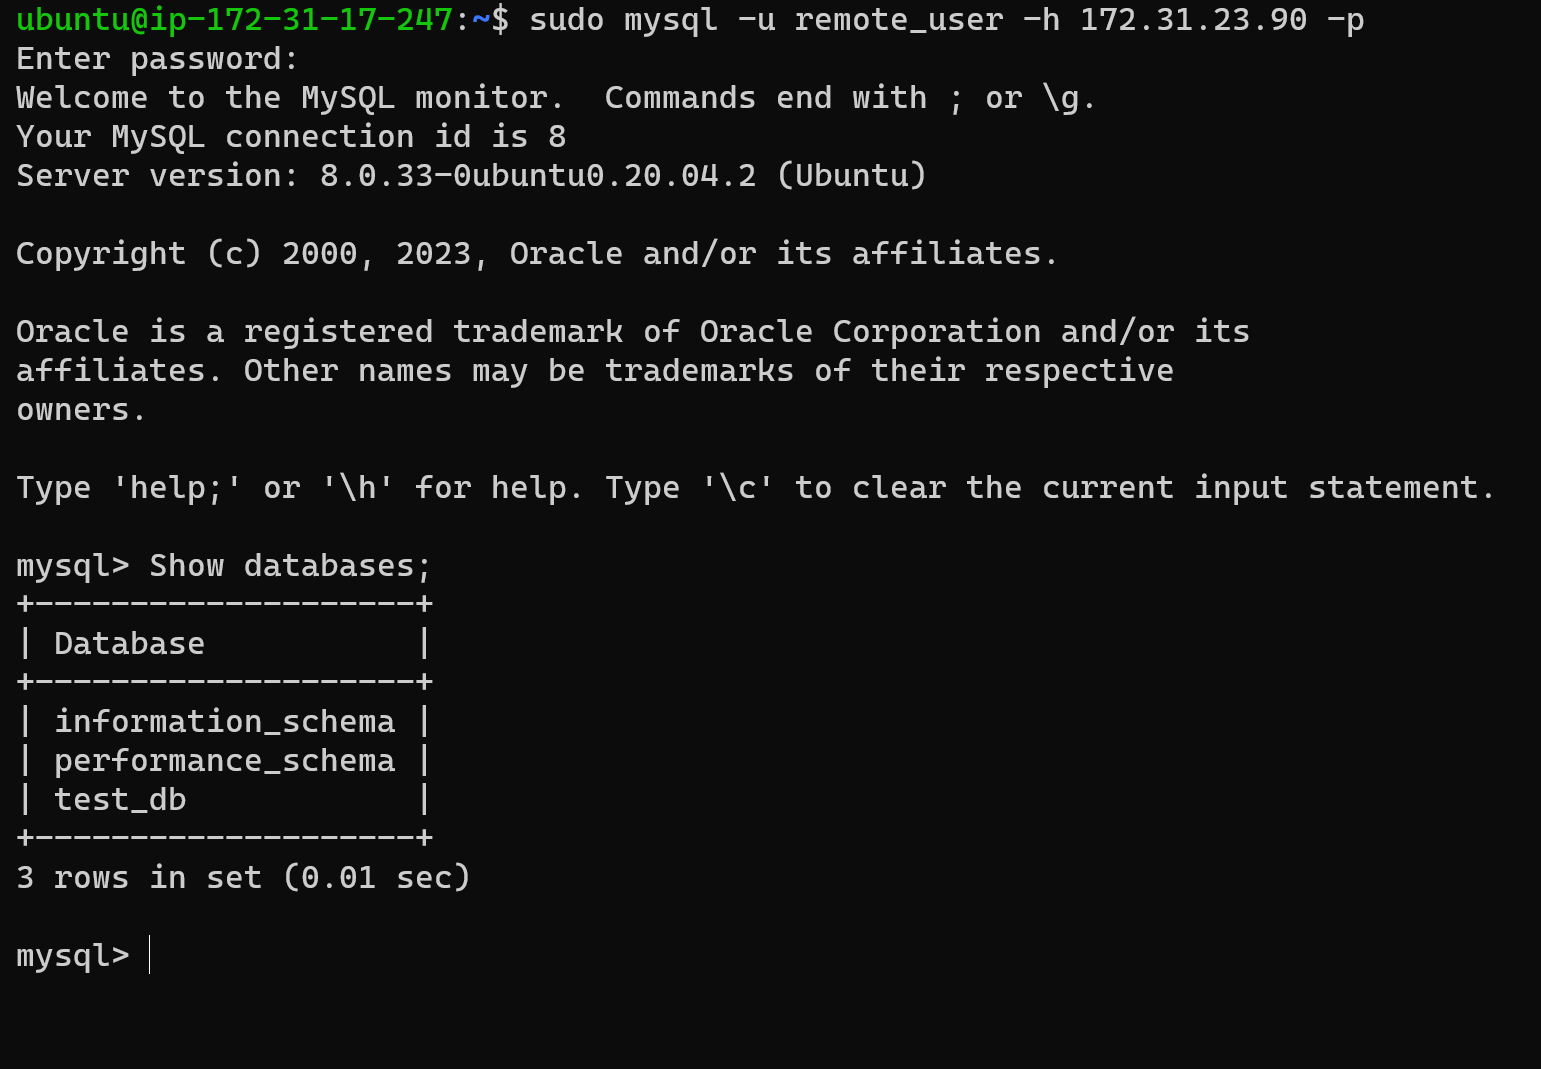 ubuntu@ip-172-31-17-247:~$ sudo mysql -u remote_user -h 172.31.23.90 -p
Enter password:
Welcome to the MySQL monitor.  Commands end with ; or \g.
Your MySQL connection id is 8
Server version: 8.0.33-0ubuntu0.20.04.2 (Ubuntu)

Copyright (c) 2000, 2023, Oracle and/or its affiliates.

Oracle is a registered trademark of Oracle Corporation and/or its
affiliates. Other names may be trademarks of their respective
owners.

Type 'help;' or '\h' for help. Type '\c' to clear the current input statement.

mysql> Show databases;
+--------------------+
| Database           |
+--------------------+
| information_schema |
| performance_schema |
| test_db            |
+--------------------+
3 rows in set (0.01 sec)

mysql>